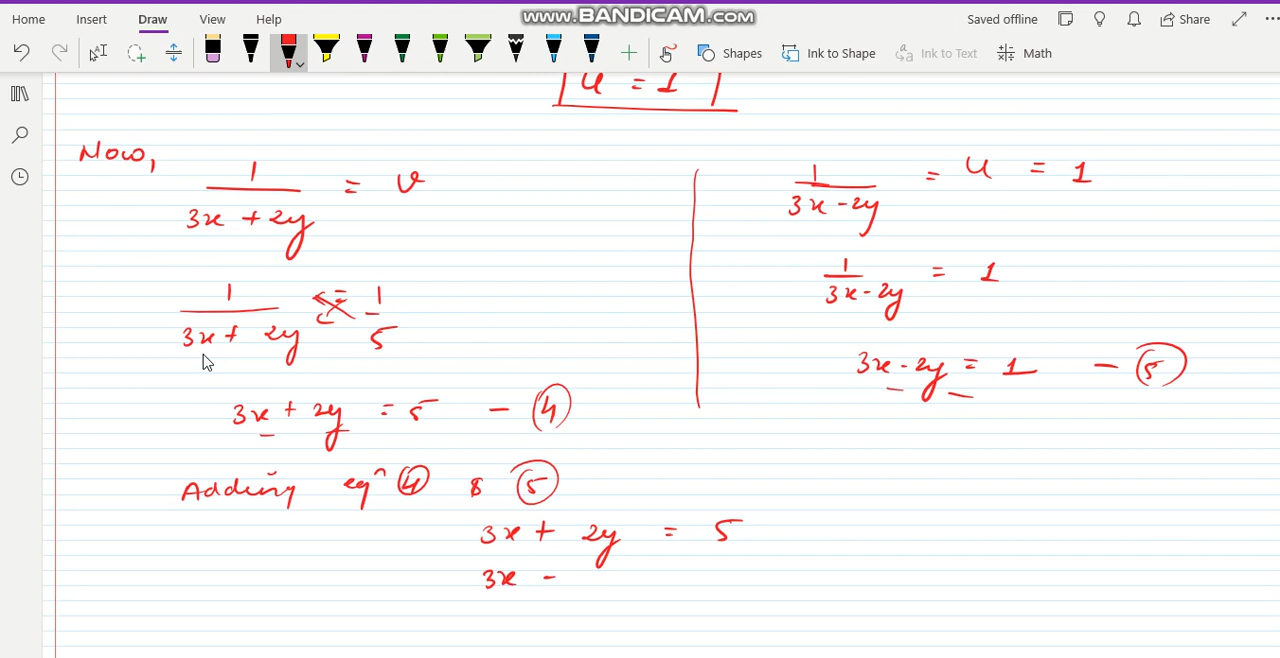 www.BANDICAM.com
Home Insert Draw View Help Saved offline Share
Shapes Ink to Shape Ink to Text Math
u = 1
Now,
1/(3x + 2y) = v
1/(3x + 2y) = 1/5
3x + 2y = 5 - ④
1/(3x - 2y) = u = 1
1/(3x - 2y) = 1
3x - 2y = 1 - ⑤
Adding eqn ④ & ⑤
3x + 2y = 5
3x -